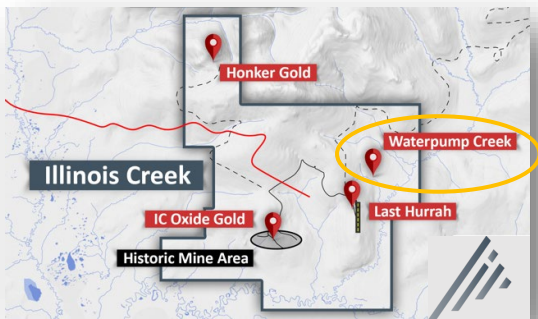 Honker Gold
Waterpump Creek
Illinois Creek
IC Oxide Gold
Last Hurrah
Historic Mine Area